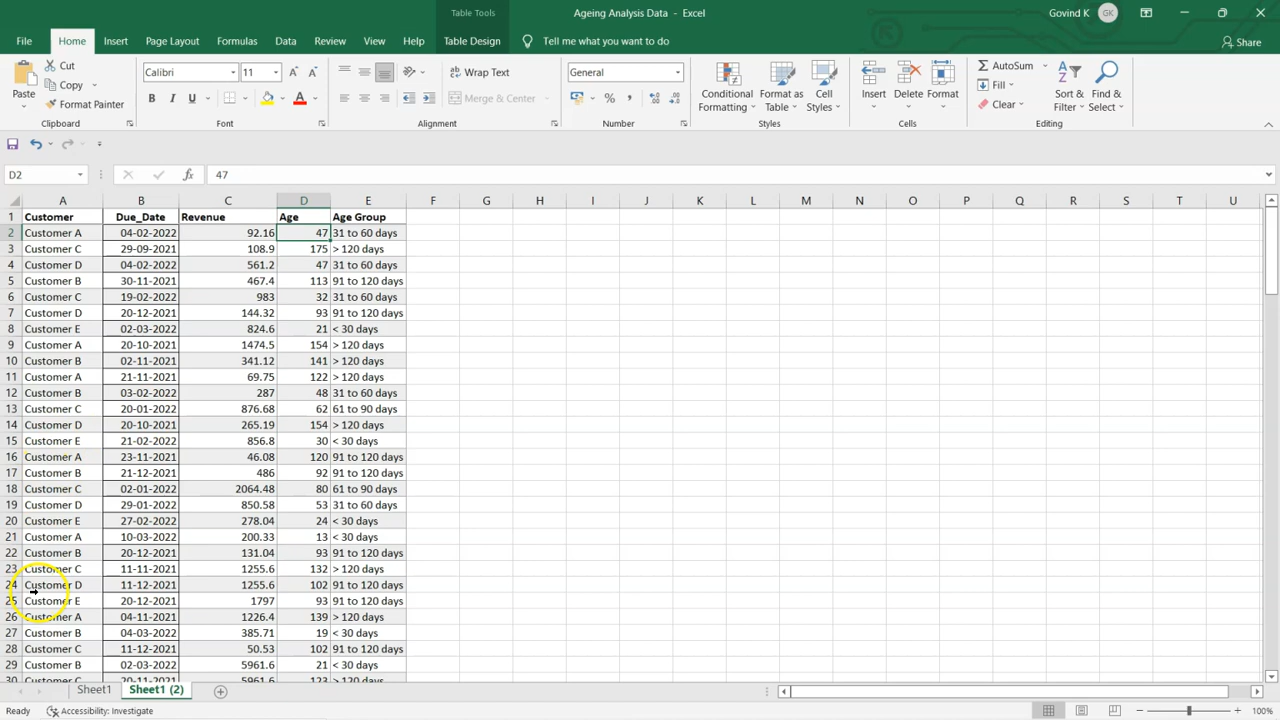 Table Tools
Ageing Analysis Data - Excel
Govind K
GK
File Home Insert Page Layout Formulas Data Review View Help Table Design Tell me what you want to do Share
Paste
Cut
Copy
Format Painter
Clipboard
Calibri 11
B I U
Font
Wrap Text
Merge & Center
Alignment
General
Number
Conditional Formatting
Format as Table
Cell Styles
Styles
Insert
Delete
Format
Cells
AutoSum
Fill
Clear
Sort & Filter
Find & Select
Editing
D2 fx 47
A B C D E F G H I J K L M N O P Q R S T U
1 Customer Due_Date Revenue Age Age Group
2 Customer A 04-02-2022 92.16 47 31 to 60 days
3 Customer C 29-09-2021 108.9 175 > 120 days
4 Customer D 04-02-2022 561.2 47 31 to 60 days
5 Customer B 30-11-2021 467.4 113 91 to 120 days
6 Customer C 19-02-2022 983 32 31 to 60 days
7 Customer D 20-12-2021 144.32 93 91 to 120 days
8 Customer E 02-03-2022 824.6 21 < 30 days
9 Customer A 20-10-2021 1474.5 154 > 120 days
10 Customer B 02-11-2021 341.12 141 > 120 days
11 Customer A 21-11-2021 69.75 122 > 120 days
12 Customer B 03-02-2022 287 48 31 to 60 days
13 Customer C 20-01-2022 876.68 62 61 to 90 days
14 Customer D 20-10-2021 265.19 154 > 120 days
15 Customer E 21-02-2022 856.8 30 < 30 days
16 Customer A 23-11-2021 46.08 120 91 to 120 days
17 Customer B 21-12-2021 486 92 91 to 120 days
18 Customer C 02-01-2022 2064.48 80 61 to 90 days
19 Customer D 29-01-2022 850.58 53 31 to 60 days
20 Customer E 27-02-2022 278.04 24 < 30 days
21 Customer A 10-03-2022 200.33 13 < 30 days
22 Customer B 20-12-2021 131.04 93 91 to 120 days
23 Customer C 11-11-2021 1255.6 132 > 120 days
24 Customer D 11-12-2021 1255.6 102 91 to 120 days
25 Customer E 20-12-2021 1797 93 91 to 120 days
26 Customer A 04-11-2021 1226.4 139 > 120 days
27 Customer B 04-03-2022 385.71 19 < 30 days
28 Customer C 11-12-2021 50.53 102 91 to 120 days
29 Customer B 02-03-2022 5961.6 21 < 30 days
30 Customer C 20-11-2021 5961.6 123 > 120 days
Sheet1 Sheet1 (2)
Ready Accessibility: Investigate 100%